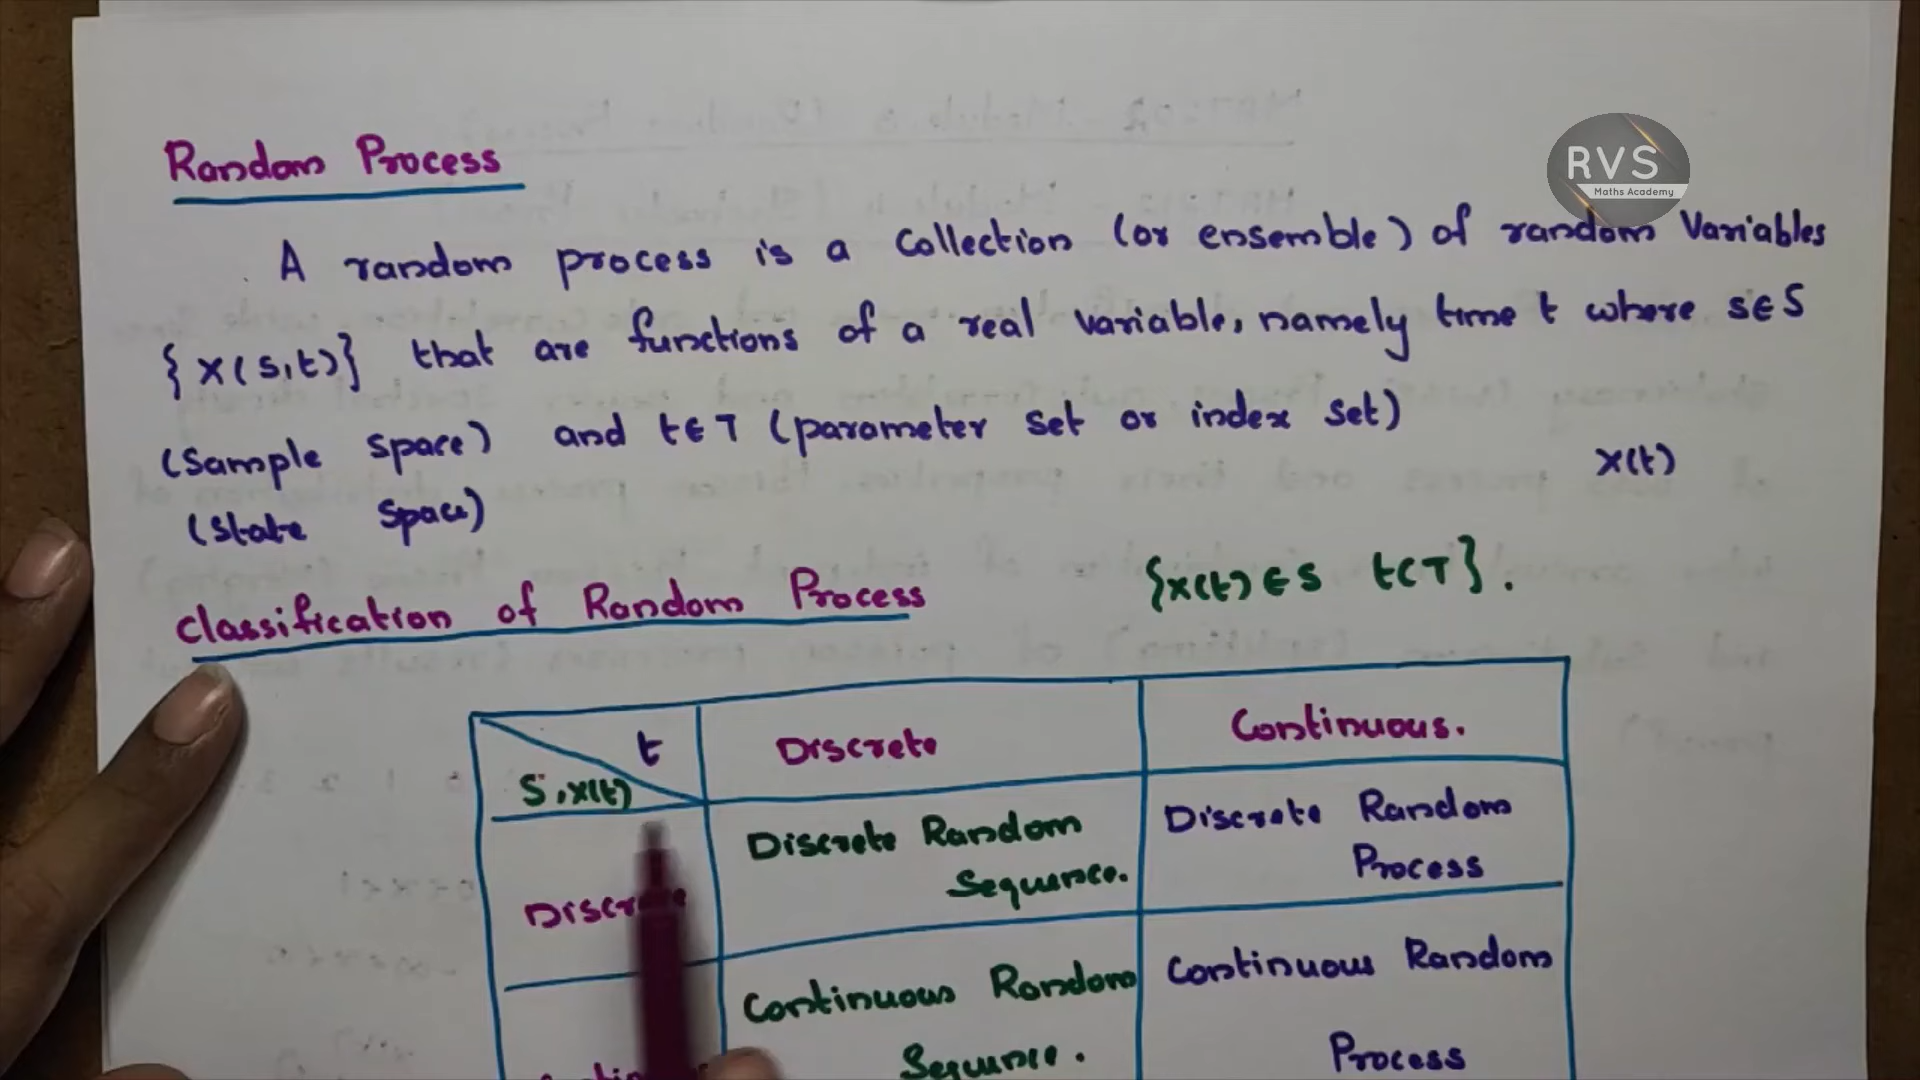 RVS
Maths Academy
Random Process
A random process is a collection (or ensemble) of random variables
{x(s,t)} that are functions of a real variable, namely time t where s∈S
(Sample space) and t∈T (parameter set or index set)
x(t)
(State space)
{x(t)∈S t∈T}.
Classification of Random Process
t Discrete Continuous.
S, x(t)
Discrete Discrete Random Sequence. Discrete Random Process
Continuous Random Sequence. Continuous Random Process